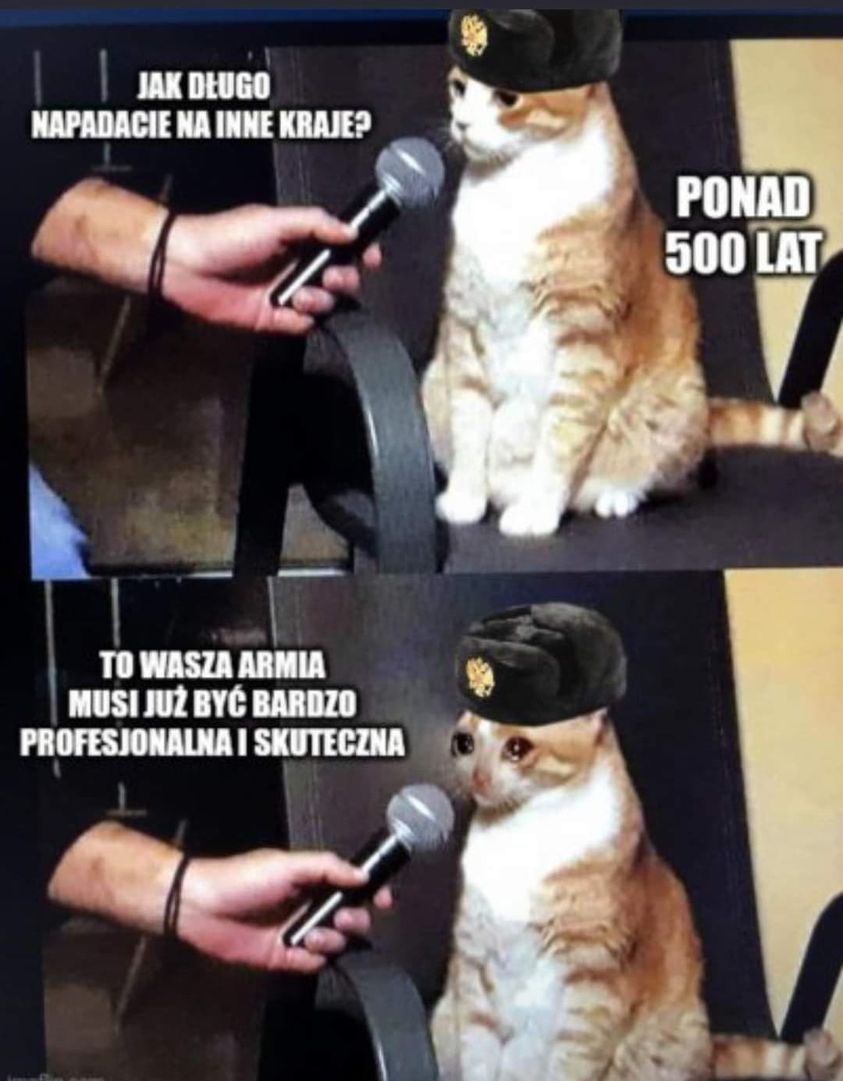 JAK DŁUGO
NAPADACIE NA INNE KRAJE?
PONAD
500 LAT
TO WASZA ARMIA
MUSI JUŻ BYĆ BARDZO
PROFESJONALNA I SKUTECZNA